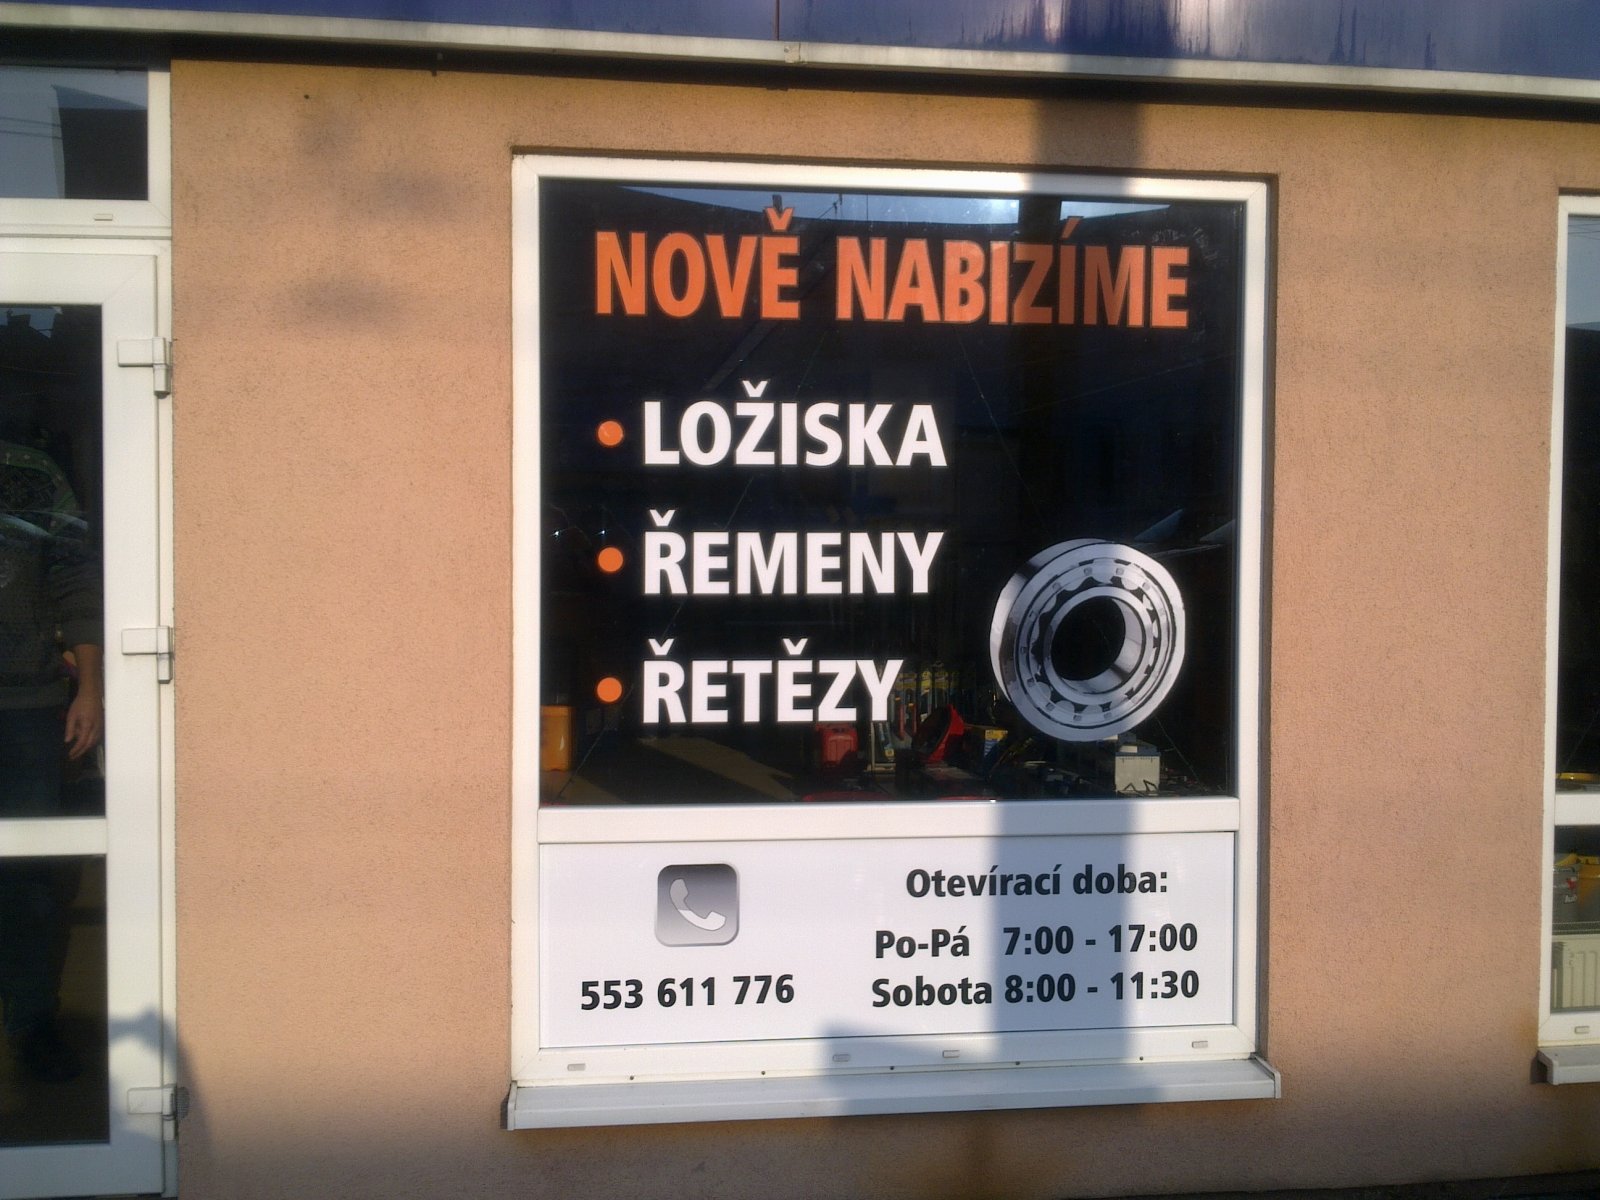 NOVĚ NABIZÍME
• LOŽISKA
• ŘEMENY
• ŘETĚZY
553 611 776
Otevírací doba:
Po-Pá 7:00 - 17:00
Sobota 8:00 - 11:30